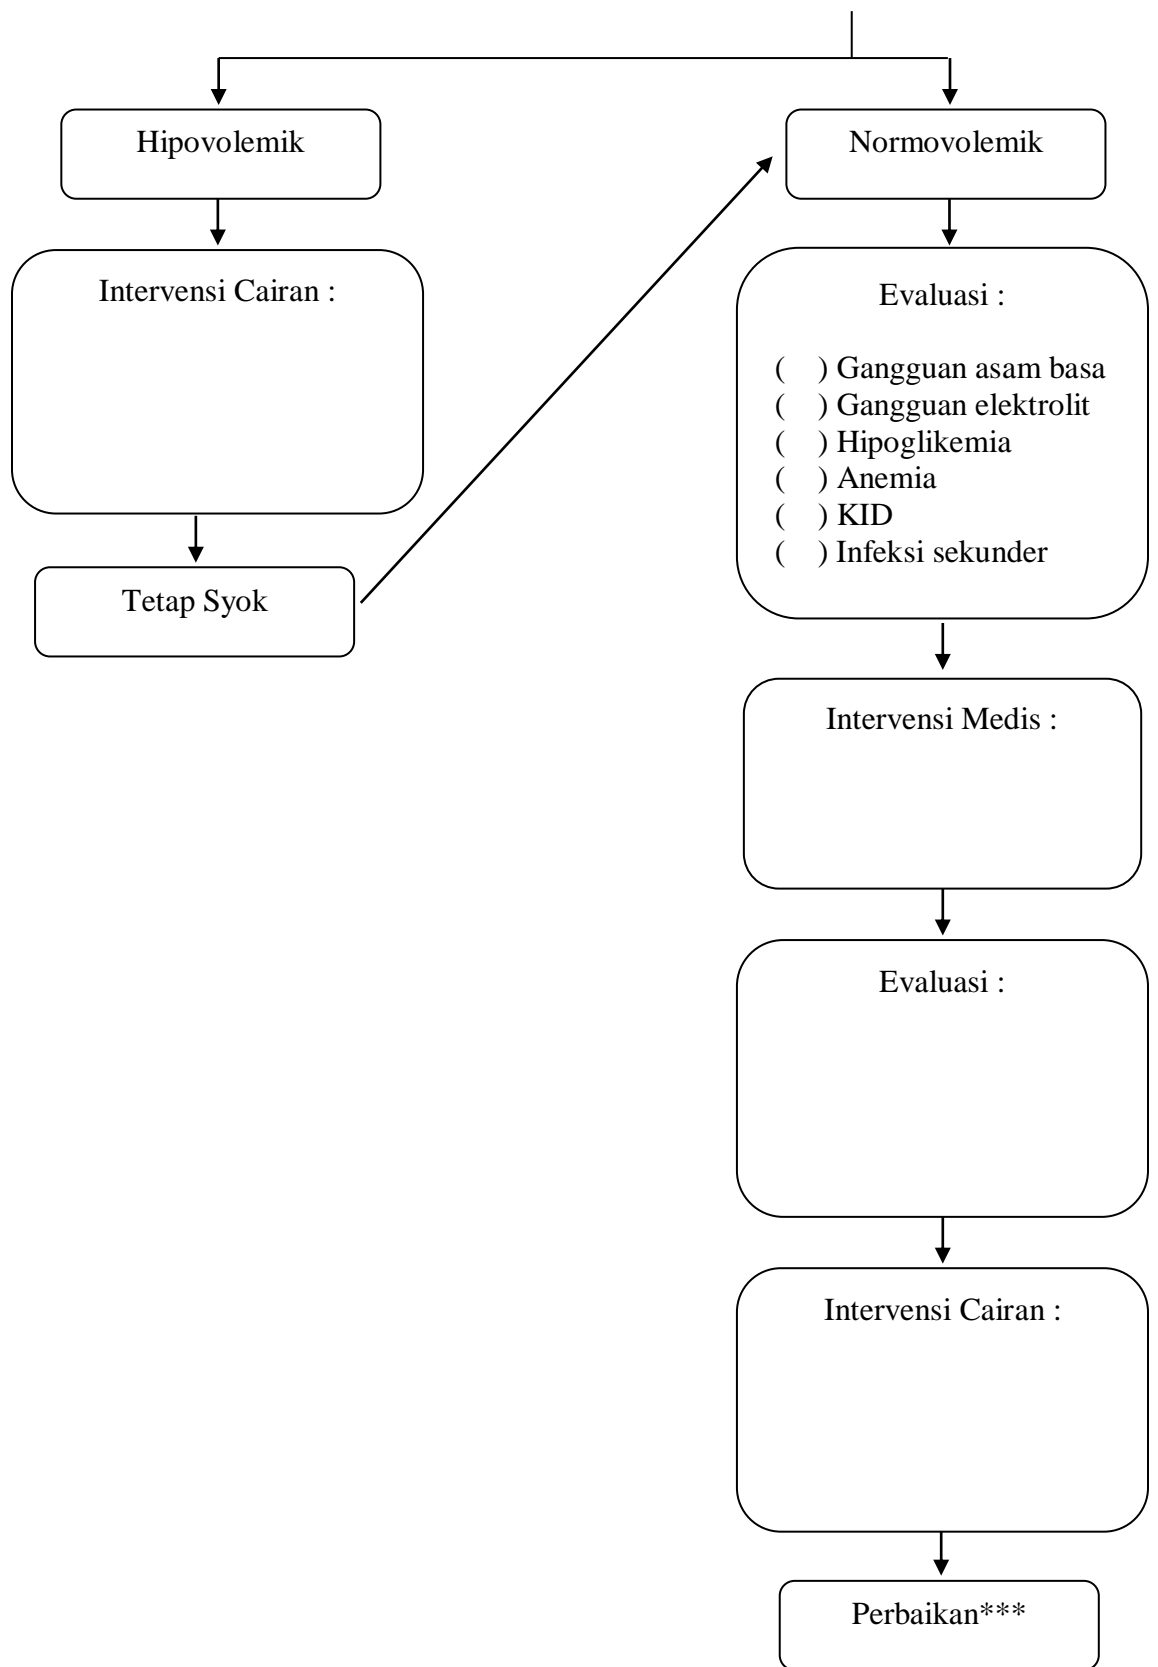 Hipovolemik
Normovolemik
Intervensi Cairan :
Evaluasi :
( ) Gangguan asam basa
( ) Gangguan elektrolit
( ) Hipoglikemia
( ) Anemia
( ) KID
( ) Infeksi sekunder
Tetap Syok
Intervensi Medis :
Evaluasi :
Intervensi Cairan :
Perbaikan***